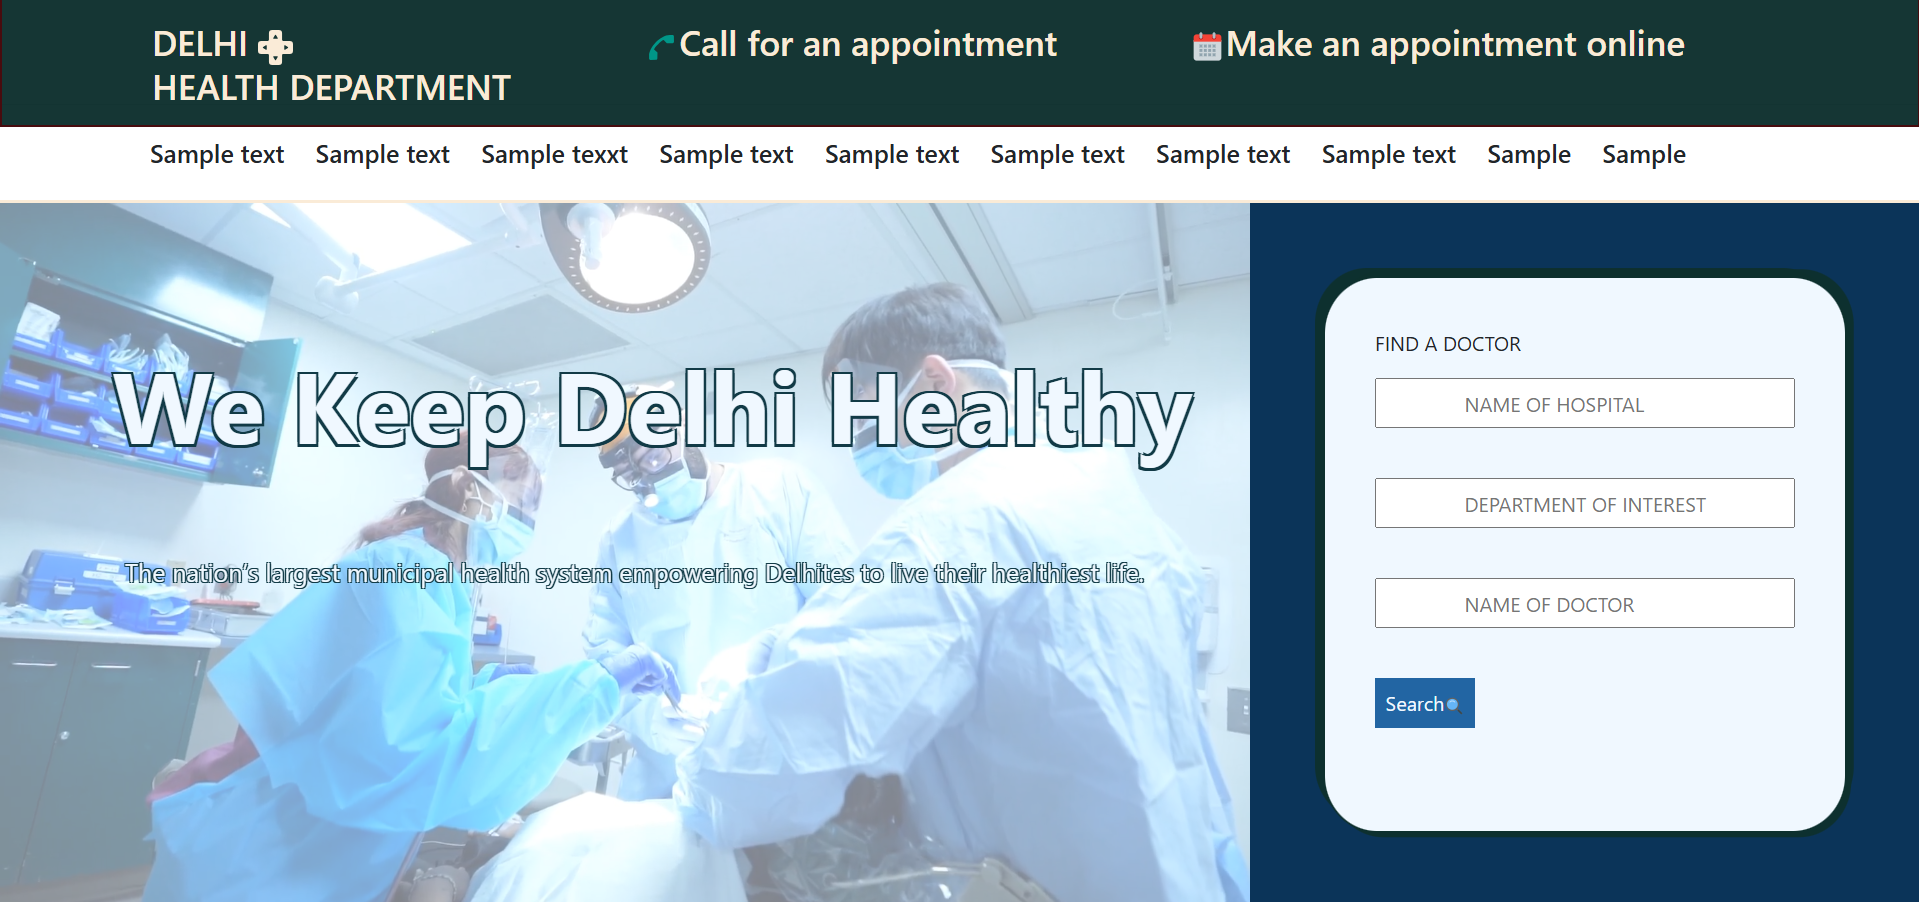 DELHI
HEALTH DEPARTMENT
Call for an appointment
Make an appointment online
Sample text Sample text Sample texxt Sample text Sample text Sample text Sample text Sample text Sample Sample
We Keep Delhi Healthy
The nation’s largest municipal health system empowering Delhites to live their healthiest life.
FIND A DOCTOR
NAME OF HOSPITAL
DEPARTMENT OF INTEREST
NAME OF DOCTOR
Search